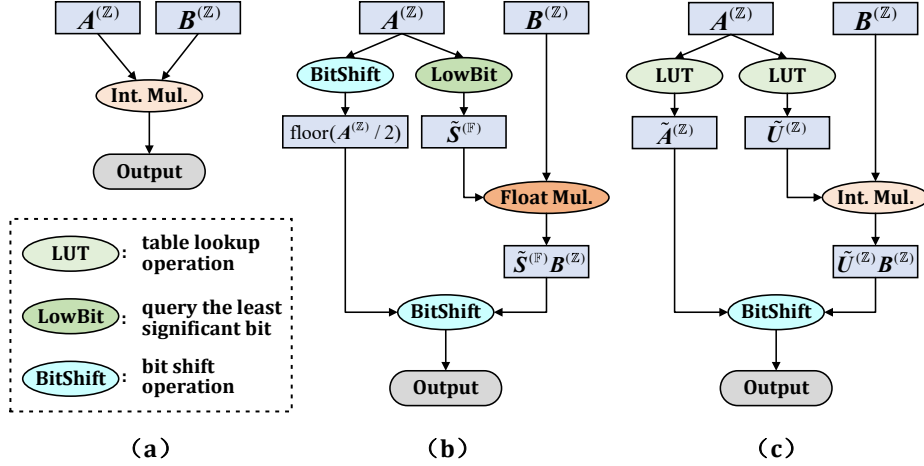 A^(ℤ) B^(ℤ)
Int. Mul.
Output
LUT : table lookup
operation
LowBit : query the least
significant bit
BitShift : bit shift
operation
(a)
A^(ℤ) B^(ℤ)
BitShift LowBit
floor(A^(ℤ) / 2) S̃^(𝔽)
Float Mul.
S̃^(𝔽) B^(ℤ)
BitShift
Output
(b)
A^(ℤ) B^(ℤ)
LUT LUT
Ã^(ℤ) Ũ^(ℤ)
Int. Mul.
Ũ^(ℤ) B^(ℤ)
BitShift
Output
(c)